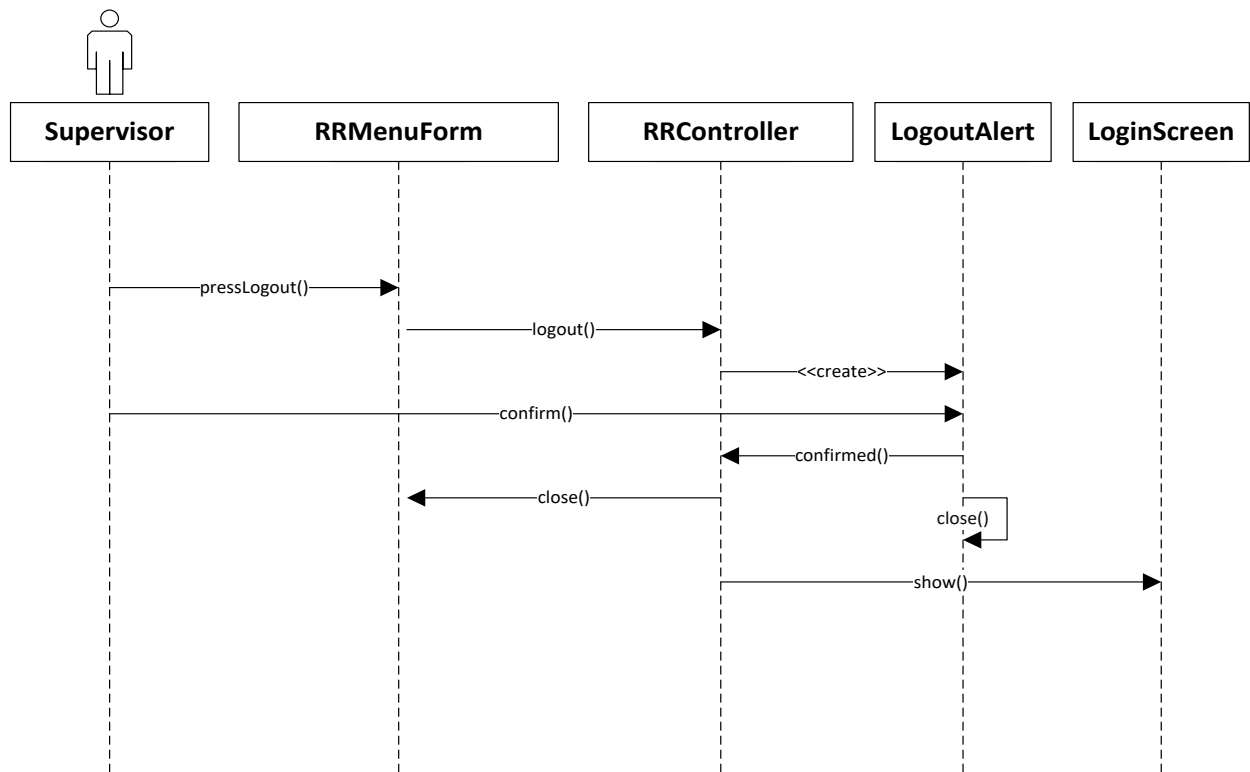 Supervisor
RRMenuForm
RRController
LogoutAlert
LoginScreen
pressLogout()
logout()
<<create>>
confirm()
confirmed()
close()
close()
show()